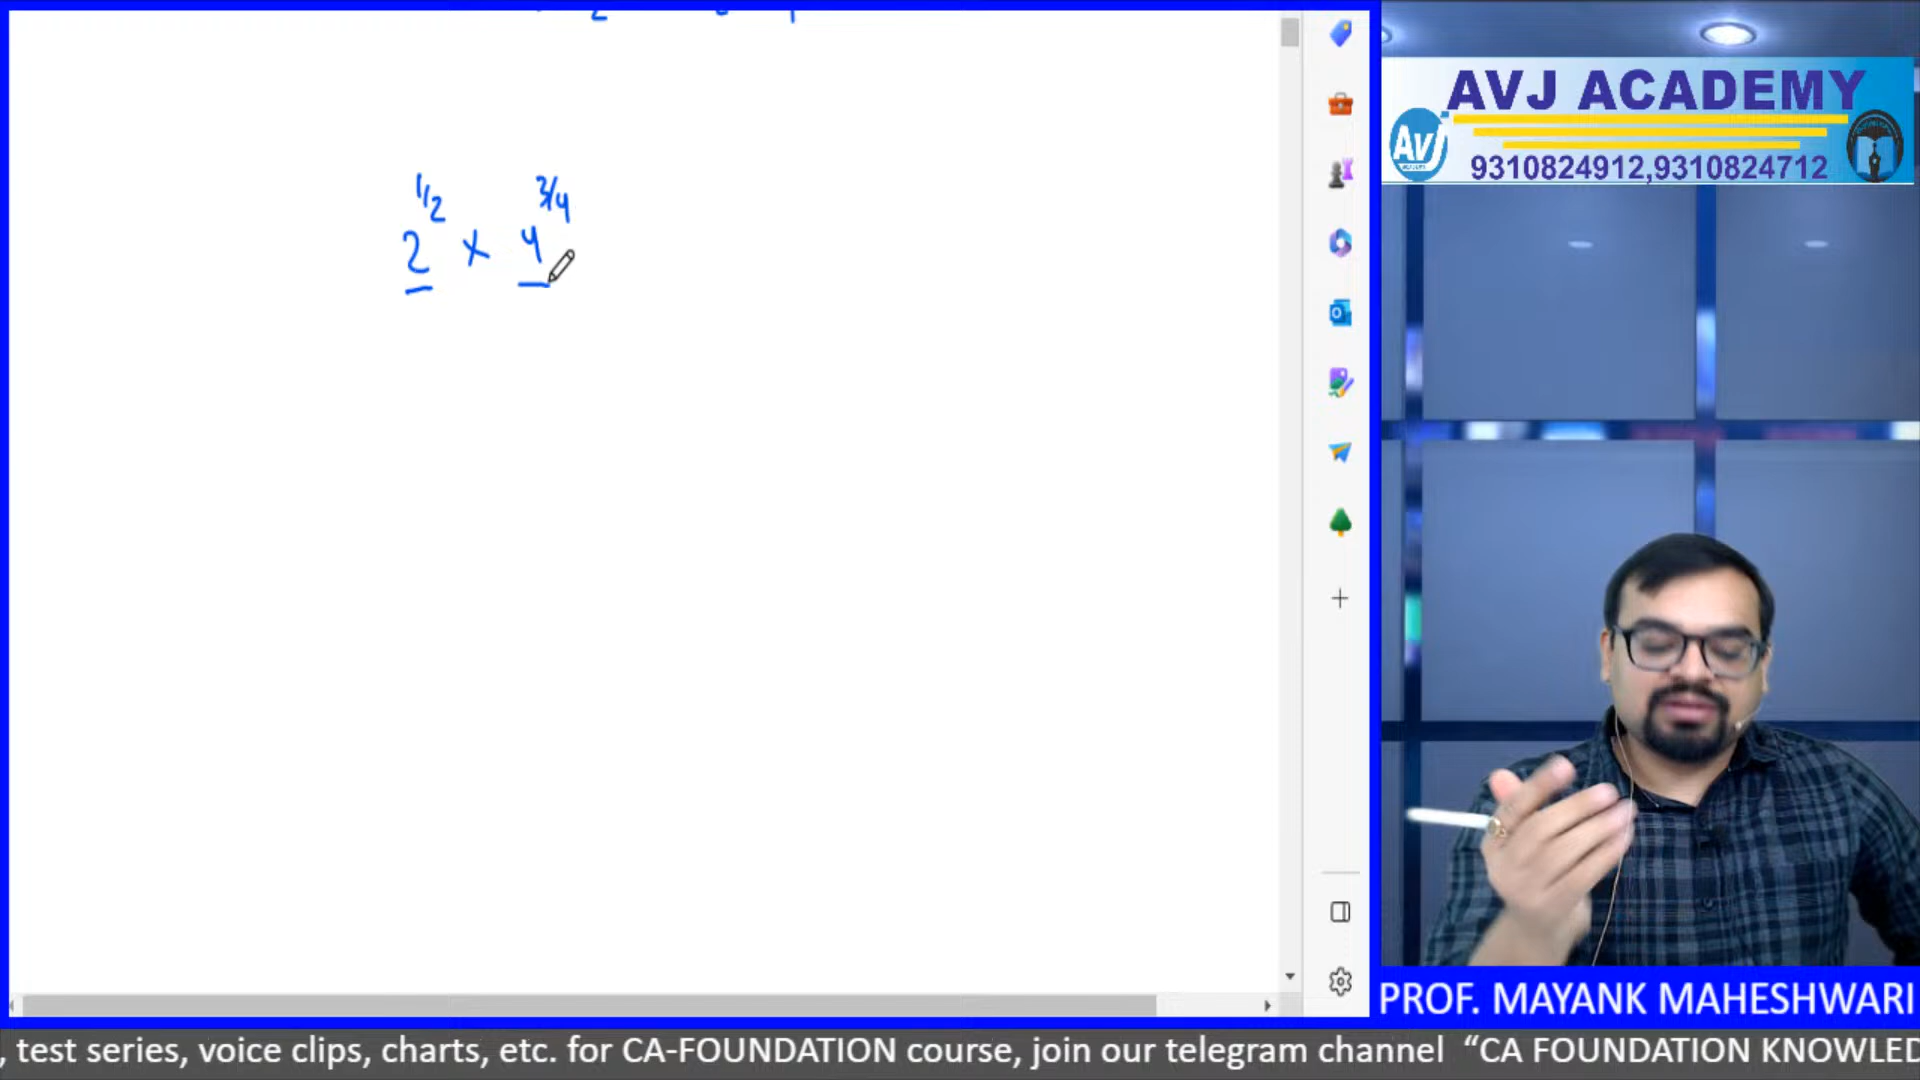 AVJ ACADEMY
AVJ
9310824912,9310824712
2^1/2 × 4^3/4
PROF. MAYANK MAHESHWARI
, test series, voice clips, charts, etc. for CA-FOUNDATION course, join our telegram channel “CA FOUNDATION KNOWLED